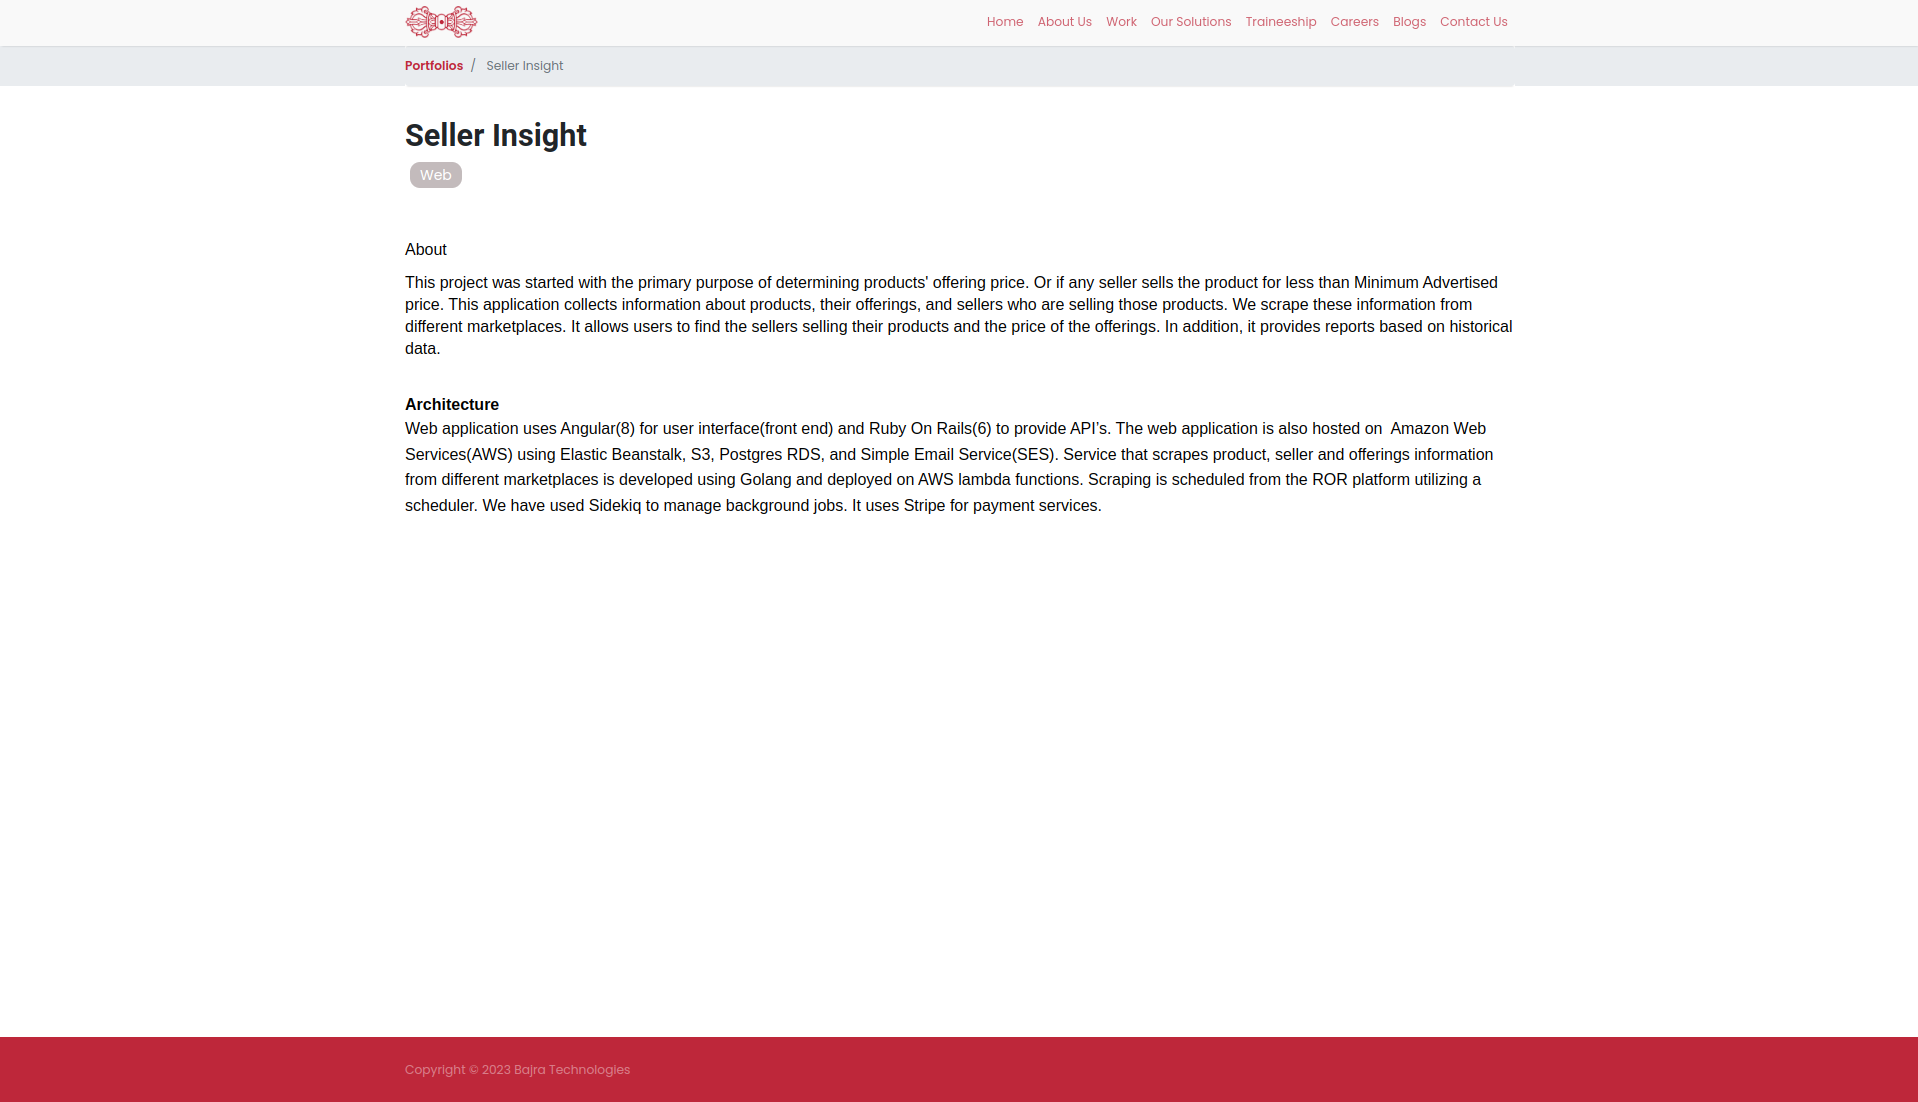 Home About Us Work Our Solutions Traineeship Careers Blogs Contact Us
Portfolios / Seller Insight
Seller Insight
Web
About
This project was started with the primary purpose of determining products' offering price. Or if any seller sells the product for less than Minimum Advertised
price. This application collects information about products, their offerings, and sellers who are selling those products. We scrape these information from
different marketplaces. It allows users to find the sellers selling their products and the price of the offerings. In addition, it provides reports based on historical
data.
Architecture
Web application uses Angular(8) for user interface(front end) and Ruby On Rails(6) to provide API’s. The web application is also hosted on  Amazon Web
Services(AWS) using Elastic Beanstalk, S3, Postgres RDS, and Simple Email Service(SES). Service that scrapes product, seller and offerings information
from different marketplaces is developed using Golang and deployed on AWS lambda functions. Scraping is scheduled from the ROR platform utilizing a
scheduler. We have used Sidekiq to manage background jobs. It uses Stripe for payment services.
Copyright © 2023 Bajra Technologies